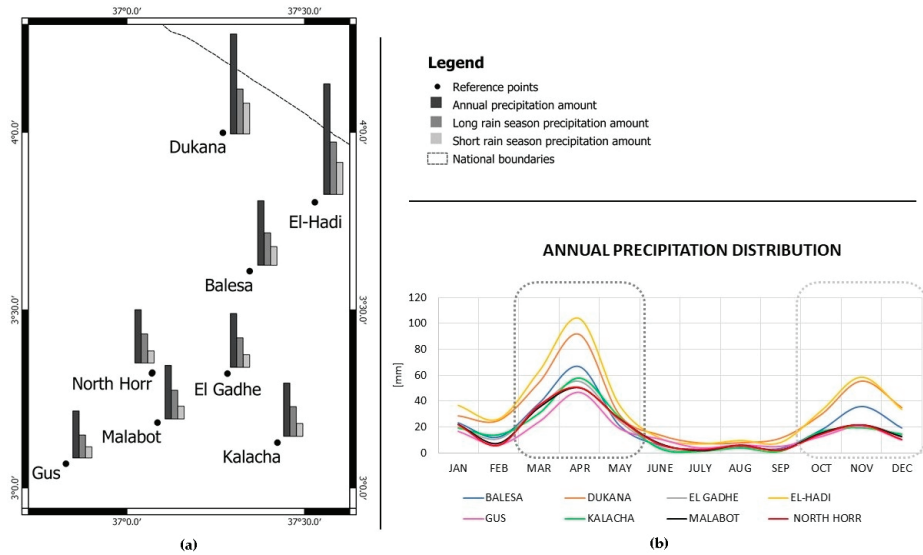 37°0.0'
37°30.0'
4°0.0'
4°0.0'
Dukana
El-Hadi
Balesa
3°30.0'
3°30.0'
North Horr
El Gadhe
Malabot
Kalacha
Gus
3°0.0'
3°0.0'
37°0.0'
37°30.0'
(a)
Legend
Reference points
Annual precipitation amount
Long rain season precipitation amount
Short rain season precipitation amount
National boundaries
ANNUAL PRECIPITATION DISTRIBUTION
[mm]
120
100
80
60
40
20
0
JAN FEB MAR APR MAY JUNE JULY AUG SEP OCT NOV DEC
BALESA DUKANA EL GADHE EL-HADI
GUS KALACHA MALABOT NORTH HORR
(b)